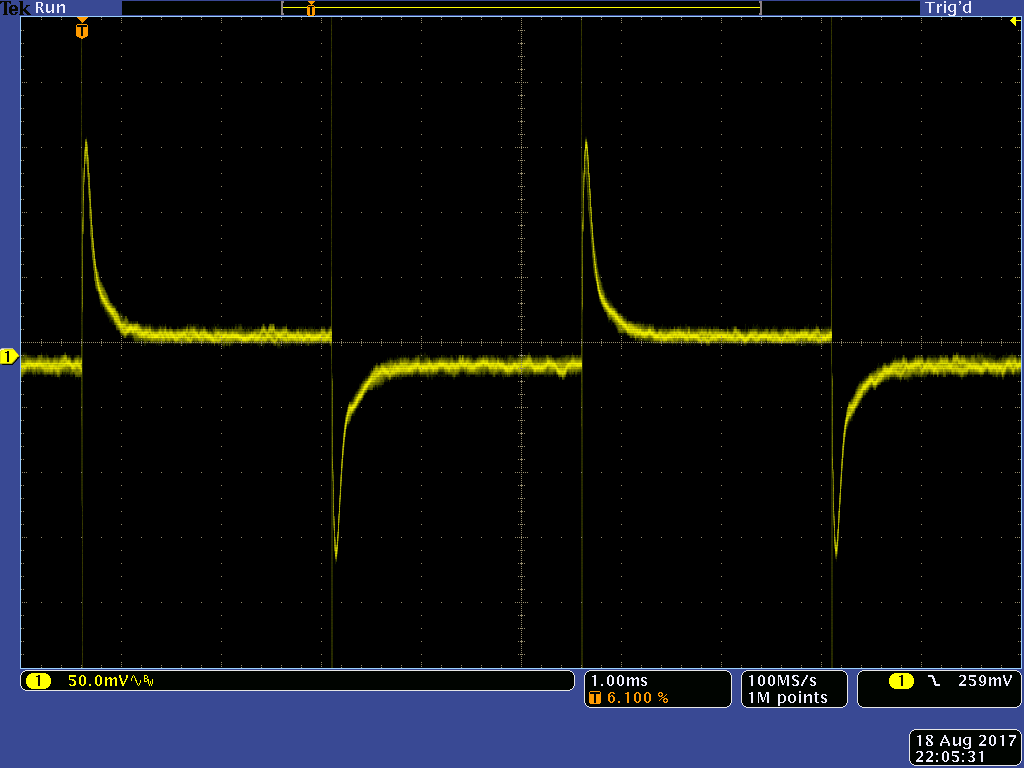 Tek Run Trig'd
T
T
1
1 50.0mV∿BW 1.00ms 100MS/s 1 259mV
T 6.100 % 1M points
18 Aug 2017
22:05:31